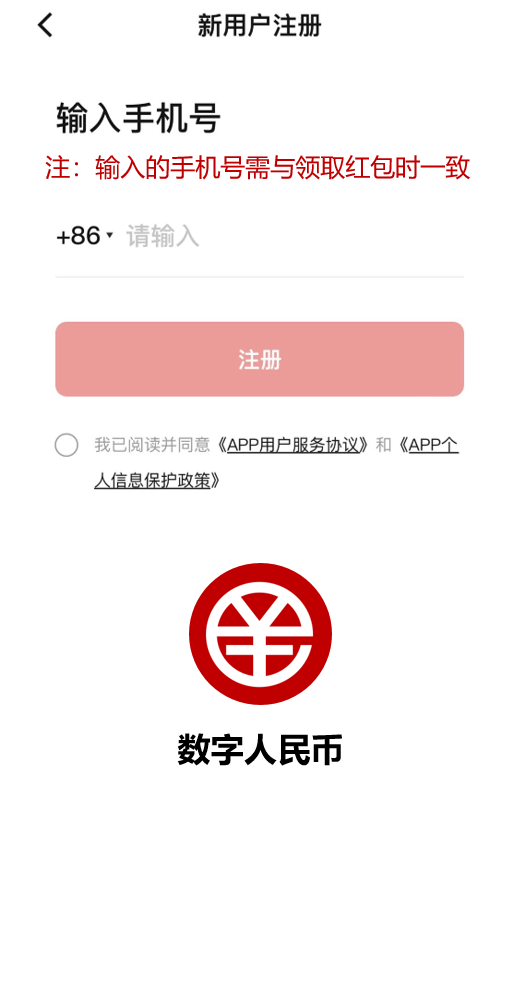 新用户注册
输入手机号
注：输入的手机号需与领取红包时一致
+86 请输入
注册
我已阅读并同意《APP用户服务协议》和《APP个
人信息保护政策》
数字人民币